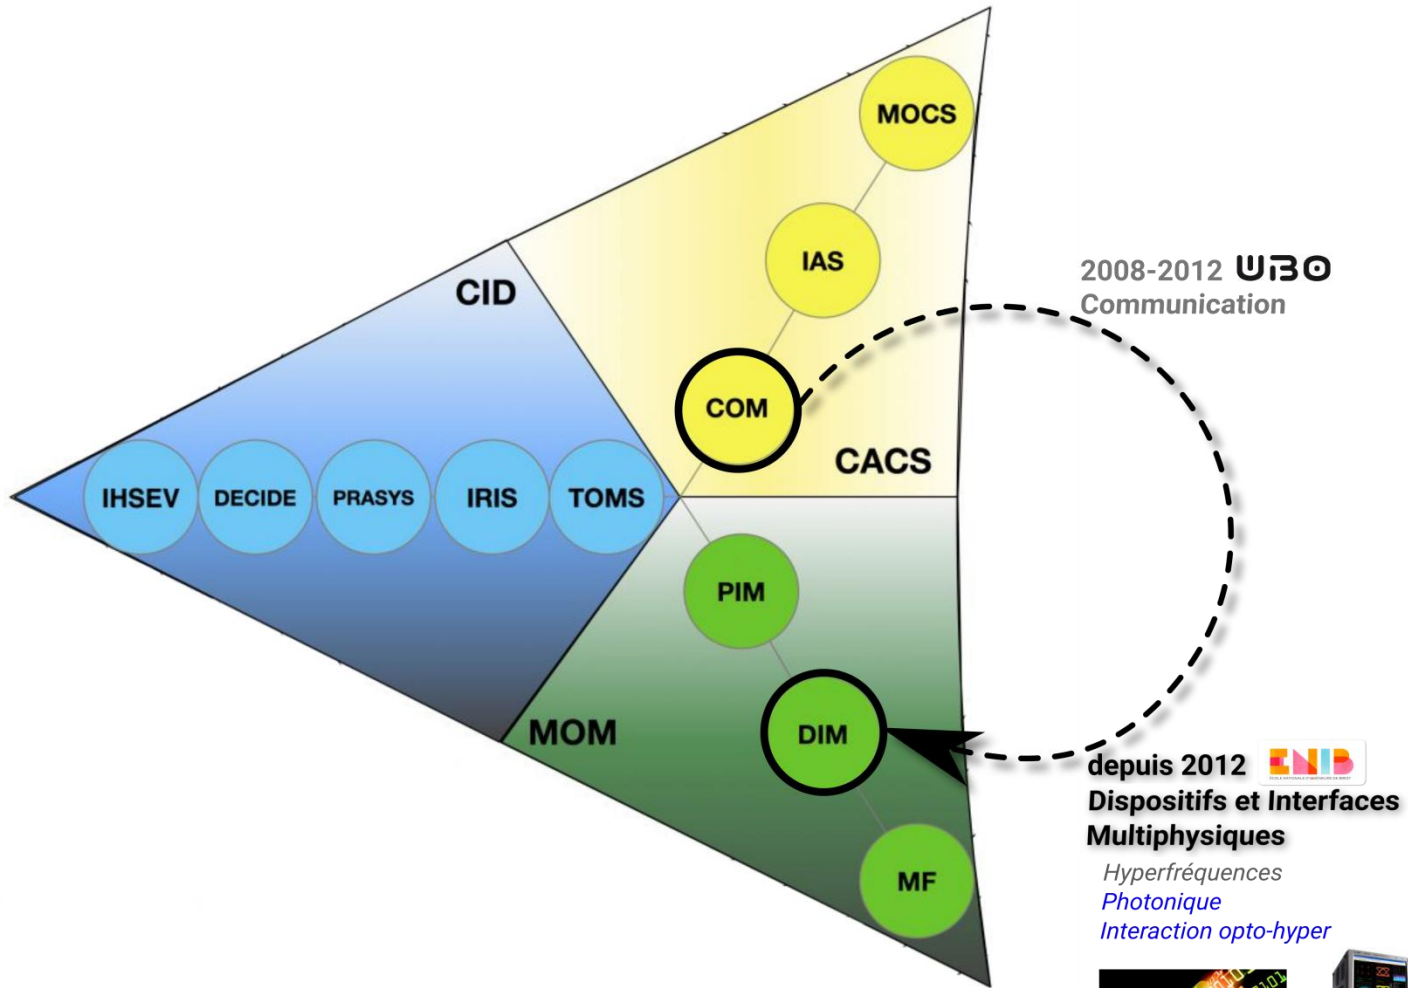 MOCS
IAS
2008-2012 UBO
Communication
CID
COM
CACS
IHSEV DECIDE PRASYS IRIS TOMS
PIM
MOM
DIM
depuis 2012 ENIB
Dispositifs et Interfaces
Multiphysiques
MF
Hyperfréquences
Photonique
Interaction opto-hyper